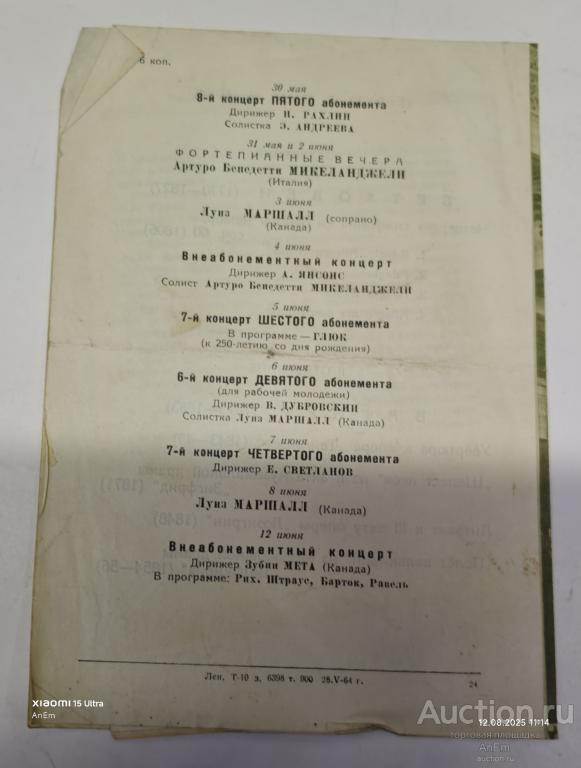 6 коп.
30 мая
8-й концерт ПЯТОГО абонемента
Дирижер Н. РАХЛИН
Солистка Э. АНДРЕЕВА
31 мая и 2 июня
ФОРТЕПИАННЫЕ ВЕЧЕРА
Артуро Бенедетти МИКЕЛАНДЖЕЛИ
(Италия)
3 июня
Луиз МАРШАЛЛ (сопрано)
(Канада)
4 июня
Внеабонементный концерт
Дирижер А. ЯНСОНС
Солист Артуро Бенедетти МИКЕЛАНДЖЕЛИ
5 июня
7-й концерт ШЕСТОГО абонемента
В программе — ГЛЮК
(к 250-летию со дня рождения)
6 июня
6-й концерт ДЕВЯТОГО абонемента
(для рабочей молодежи)
Дирижер В. ДУБРОВСКИЙ
Солистка Луиз МАРШАЛЛ (Канада)
7 июня
7-й концерт ЧЕТВЕРТОГО абонемента
Дирижер Е. СВЕТЛАНОВ
8 июня
Луиз МАРШАЛЛ (Канада)
12 июня
Внеабонементный концерт
Дирижер Зубин МЕТА (Канада)
В программе: Рих. Штраус, Барток, Равель
Лен. Т-10 з. 6398 т. 900 28.V-64 г.
24
XIAOMI 15 Ultra
AnEm
12.08.2025 11:14
Auction.ru
торговая площадка
AnEm
auction.ru